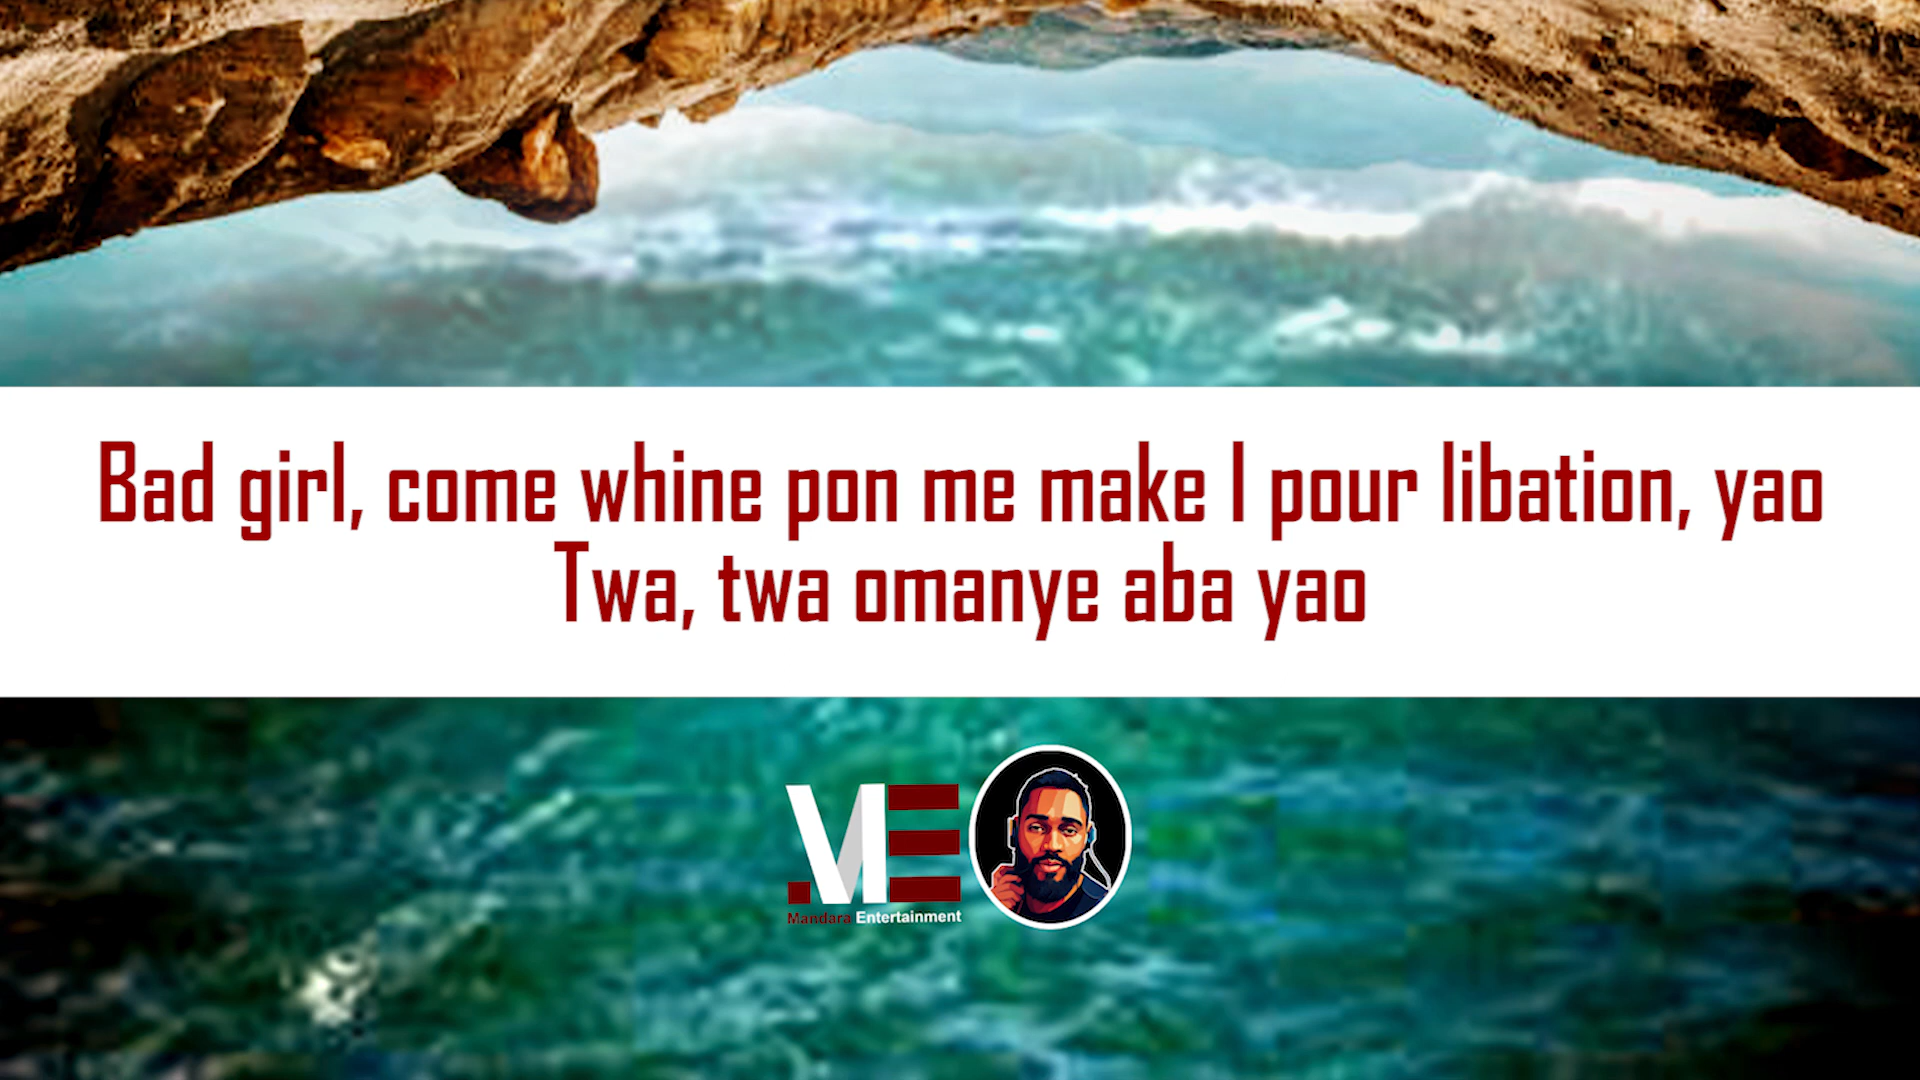 Bad girl, come whine pon me make I pour libation, yao
Twa, twa omanye aba yao
Mandara Entertainment